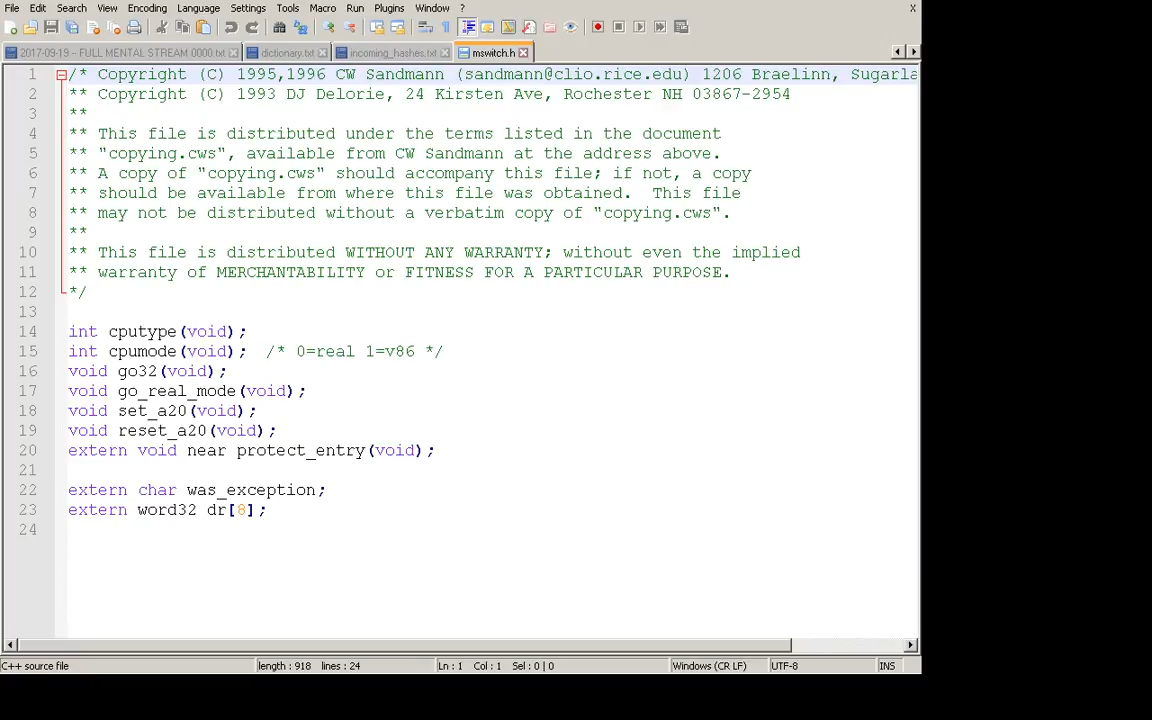 File Edit Search View Encoding Language Settings Tools Macro Run Plugins Window ? X
2017-09-19 – FULL MENTAL STREAM 0000.txt dictionary.txt incoming_hashes.txt mswitch.h
1 /* Copyright (C) 1995,1996 CW Sandmann (sandmann@clio.rice.edu) 1206 Braelinn, Sugarla
2 ** Copyright (C) 1993 DJ Delorie, 24 Kirsten Ave, Rochester NH 03867-2954
3 **
4 ** This file is distributed under the terms listed in the document
5 ** "copying.cws", available from CW Sandmann at the address above.
6 ** A copy of "copying.cws" should accompany this file; if not, a copy
7 ** should be available from where this file was obtained.  This file
8 ** may not be distributed without a verbatim copy of "copying.cws".
9 **
10 ** This file is distributed WITHOUT ANY WARRANTY; without even the implied
11 ** warranty of MERCHANTABILITY or FITNESS FOR A PARTICULAR PURPOSE.
12 */
13
14 int cputype(void);
15 int cpumode(void);  /* 0=real 1=v86 */
16 void go32(void);
17 void go_real_mode(void);
18 void set_a20(void);
19 void reset_a20(void);
20 extern void near protect_entry(void);
21
22 extern char was_exception;
23 extern word32 dr[8];
24
C++ source file length : 918 lines : 24 Ln : 1 Col : 1 Sel : 0 | 0 Windows (CR LF) UTF-8 INS